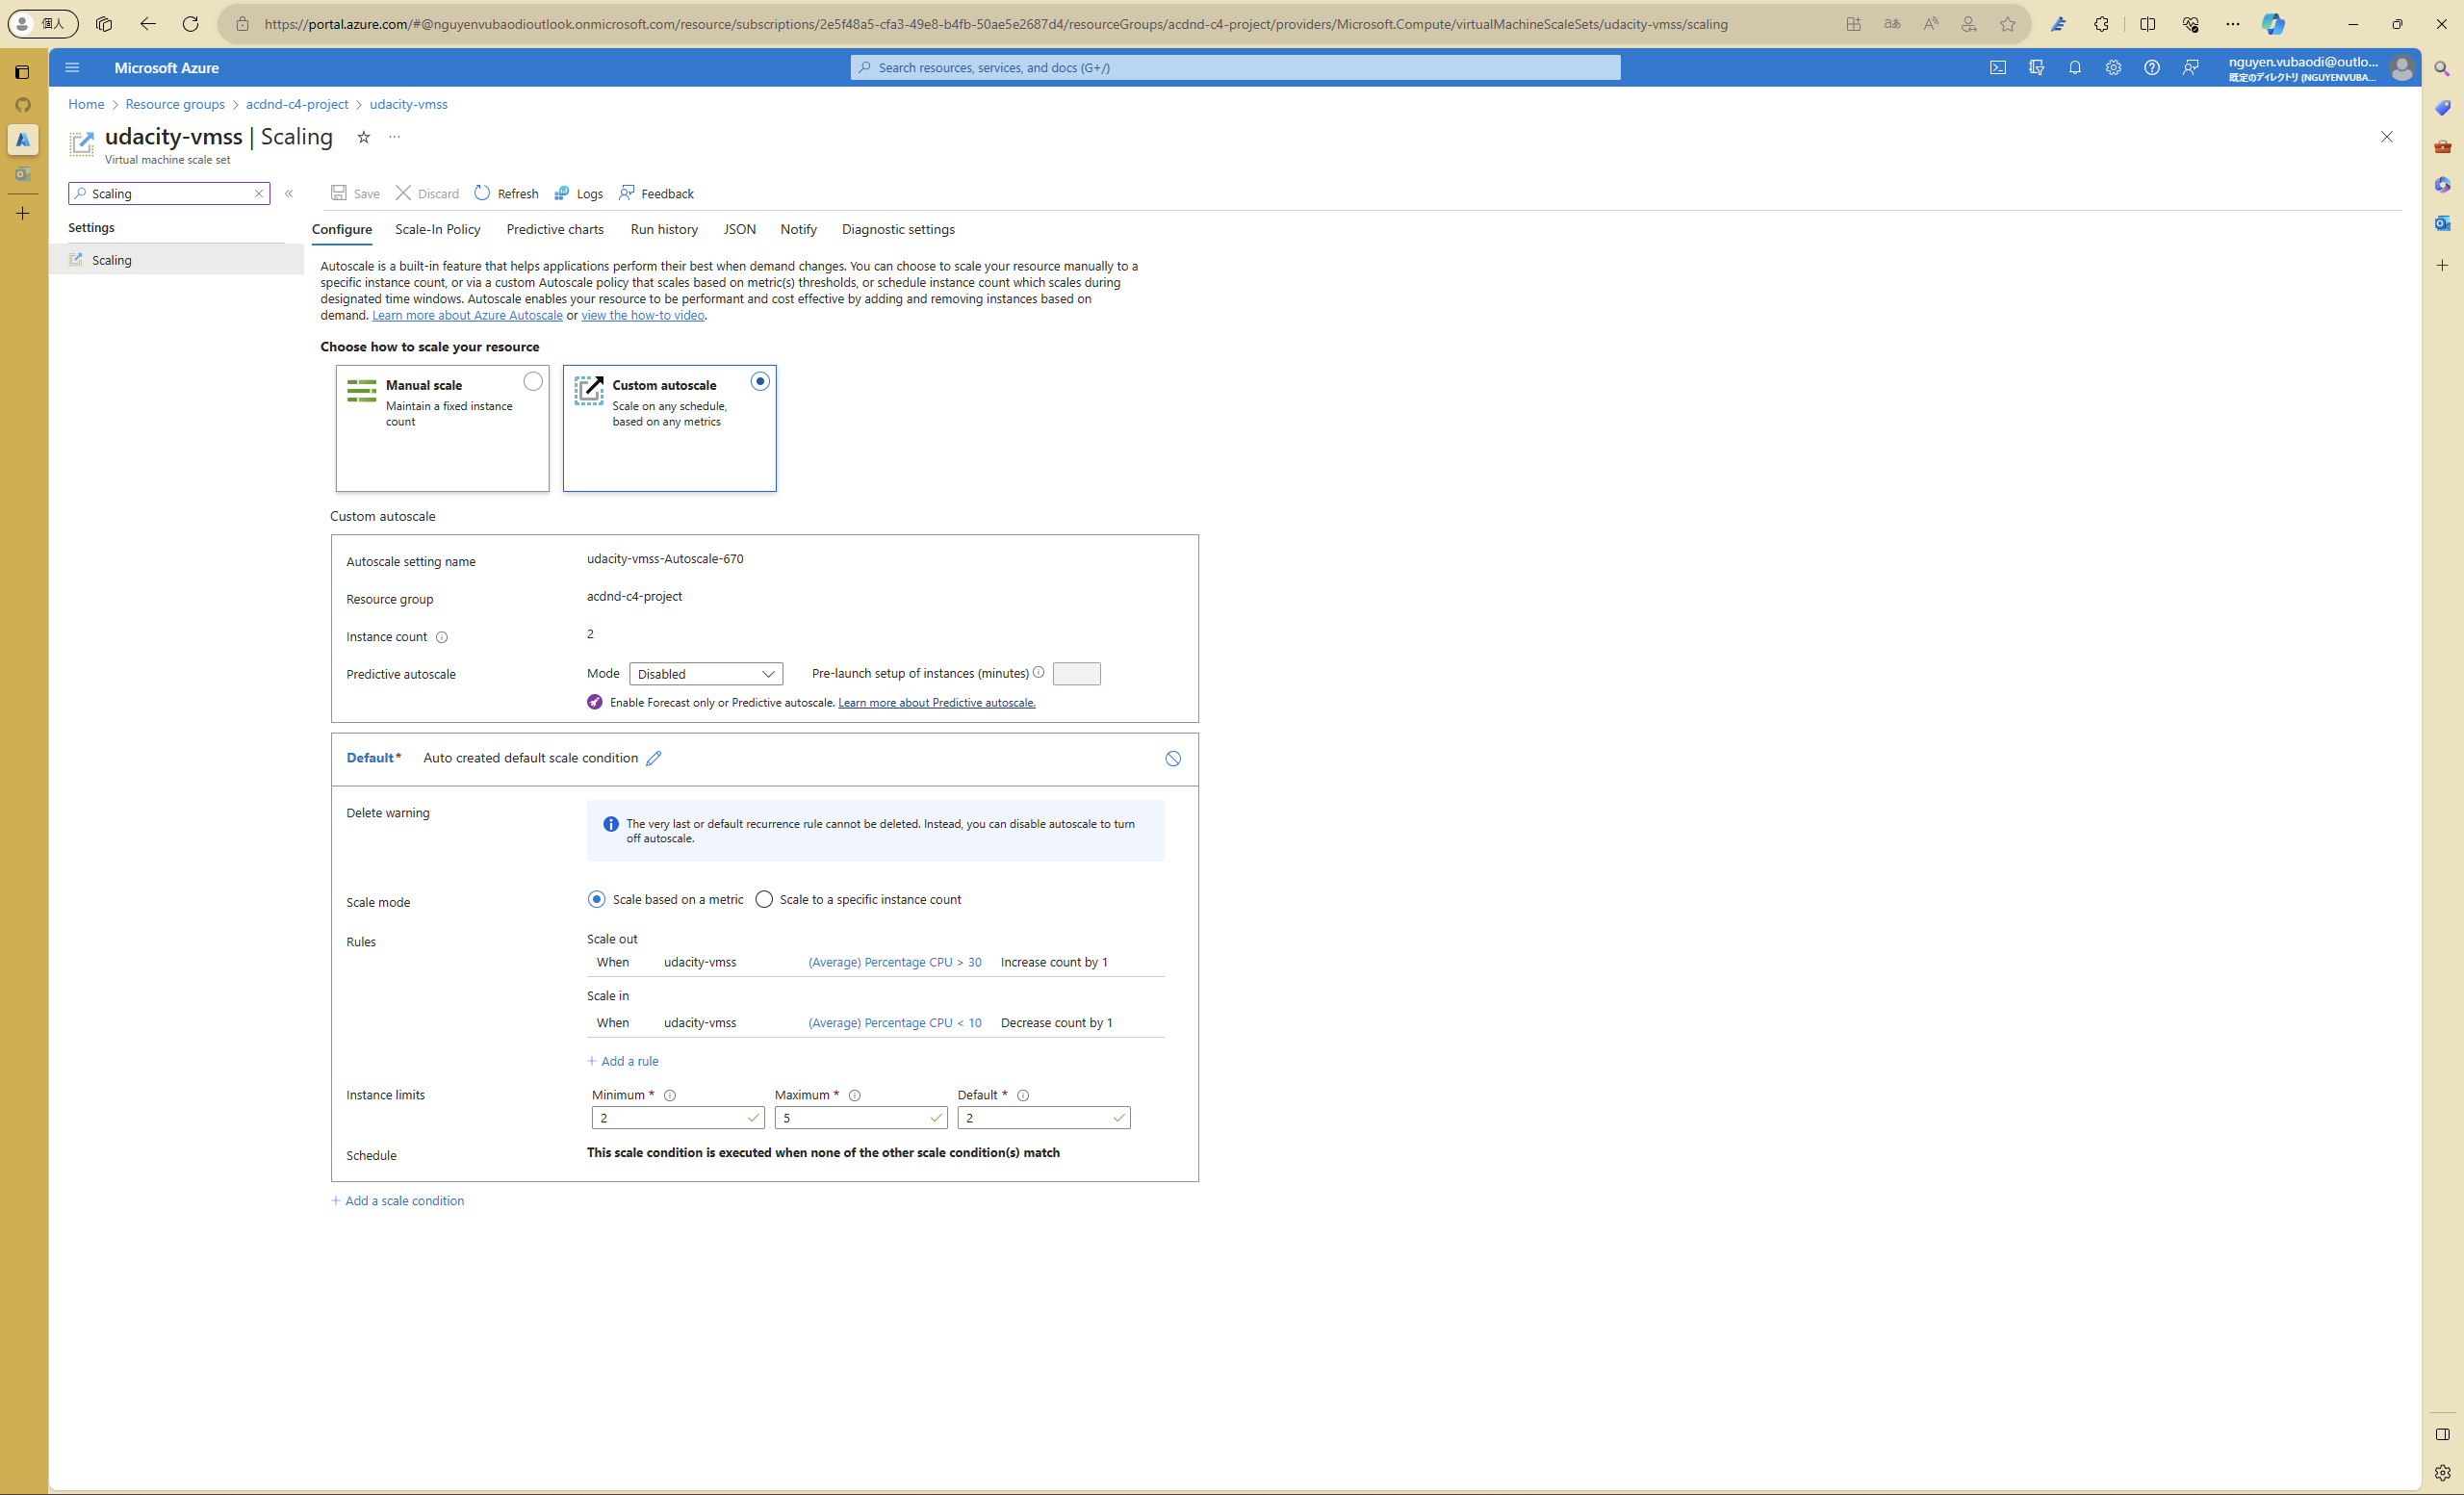 個人
https://portal.azure.com/#@nguyenvubaodioutlook.onmicrosoft.com/resource/subscriptions/2e5f48a5-cfa3-49e8-b4fb-50ae5e2687d4/resourceGroups/acdnd-c4-project/providers/Microsoft.Compute/virtualMachineScaleSets/udacity-vmss/scaling
Microsoft Azure
Search resources, services, and docs (G+/)
nguyen.vubaodi@outlo...
既定のディレクトリ (NGUYENVUBA...
Home > Resource groups > acdnd-c4-project > udacity-vmss
udacity-vmss | Scaling
Virtual machine scale set
Scaling
Save Discard Refresh Logs Feedback
Settings
Scaling
Configure Scale-In Policy Predictive charts Run history JSON Notify Diagnostic settings
Autoscale is a built-in feature that helps applications perform their best when demand changes. You can choose to scale your resource manually to a
specific instance count, or via a custom Autoscale policy that scales based on metric(s) thresholds, or schedule instance count which scales during
designated time windows. Autoscale enables your resource to be performant and cost effective by adding and removing instances based on
demand. Learn more about Azure Autoscale or view the how-to video.
Choose how to scale your resource
Manual scale
Maintain a fixed instance
count
Custom autoscale
Scale on any schedule,
based on any metrics
Custom autoscale
Autoscale setting name udacity-vmss-Autoscale-670
Resource group acdnd-c4-project
Instance count 2
Predictive autoscale Mode Disabled Pre-launch setup of instances (minutes)
Enable Forecast only or Predictive autoscale. Learn more about Predictive autoscale.
Default* Auto created default scale condition
Delete warning
The very last or default recurrence rule cannot be deleted. Instead, you can disable autoscale to turn
off autoscale.
Scale mode Scale based on a metric Scale to a specific instance count
Rules
Scale out
When udacity-vmss (Average) Percentage CPU > 30 Increase count by 1
Scale in
When udacity-vmss (Average) Percentage CPU < 10 Decrease count by 1
+ Add a rule
Instance limits
Minimum * Maximum * Default *
2 5 2
Schedule This scale condition is executed when none of the other scale condition(s) match
+ Add a scale condition